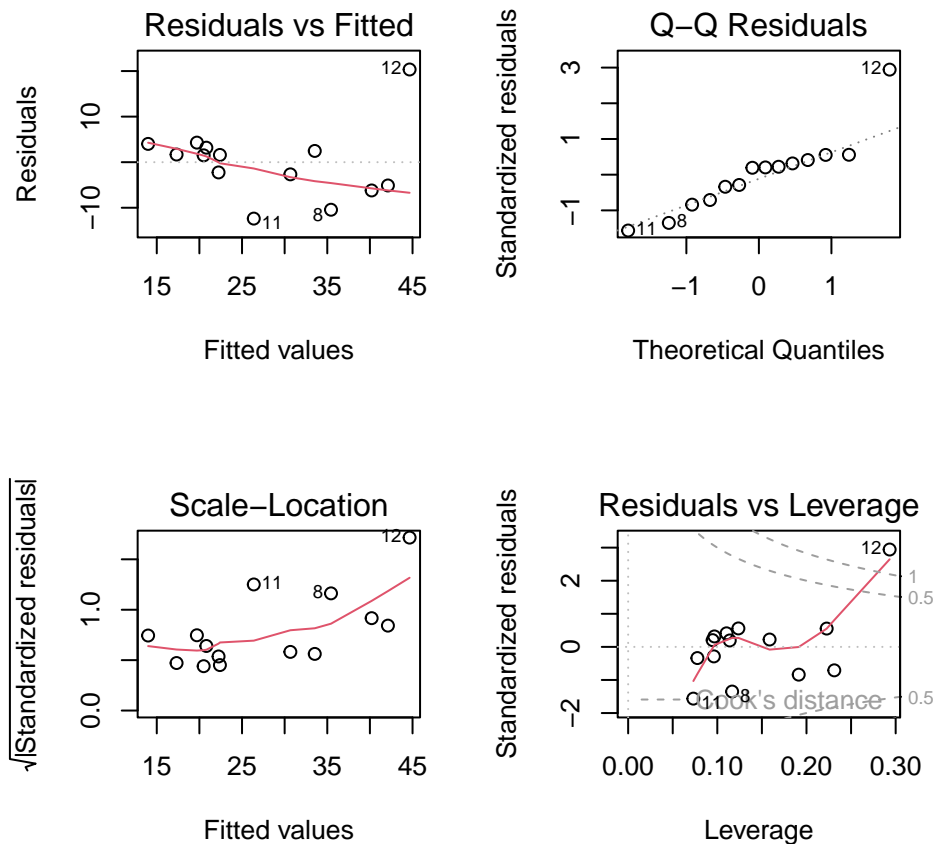 Residuals vs Fitted
Residuals
10
−10
12
11
8
15 25 35 45
Fitted values
Q−Q Residuals
Standardized residuals
3
1
−1
12
11
8
−1 0 1
Theoretical Quantiles
Scale−Location
√|Standardized residuals|
1.0
0.0
12
11
8
15 25 35 45
Fitted values
Residuals vs Leverage
Standardized residuals
2
0
−2
12
1
0.5
0.5
11
8
Cook's distance
0.00 0.10 0.20 0.30
Leverage